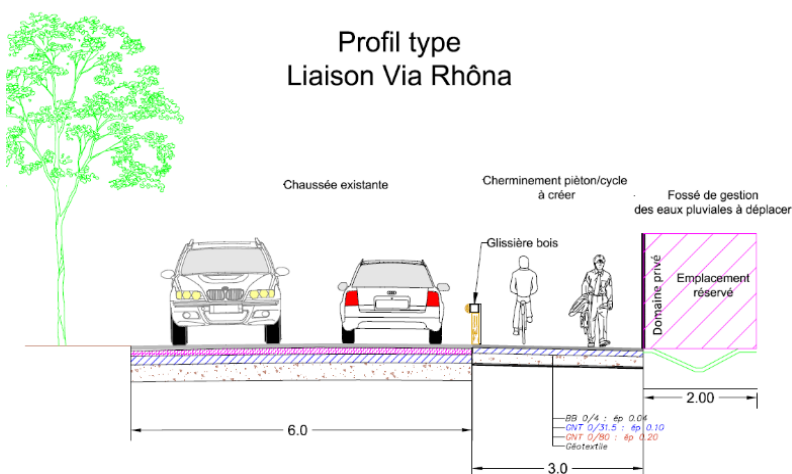 Profil type
Liaison Via Rhôna
Chaussée existante
Cherminement pièton/cycle
à créer
Fossé de gestion
des eaux pluviales à déplacer
Glissière bois
Domaine privé
Emplacement
réservé
2.00
BB 0/4 : ép 0.04
GNT 0/31.5 : ép 0.10
GNT 0/80 : ép 0.20
Géotextile
6.0
3.0